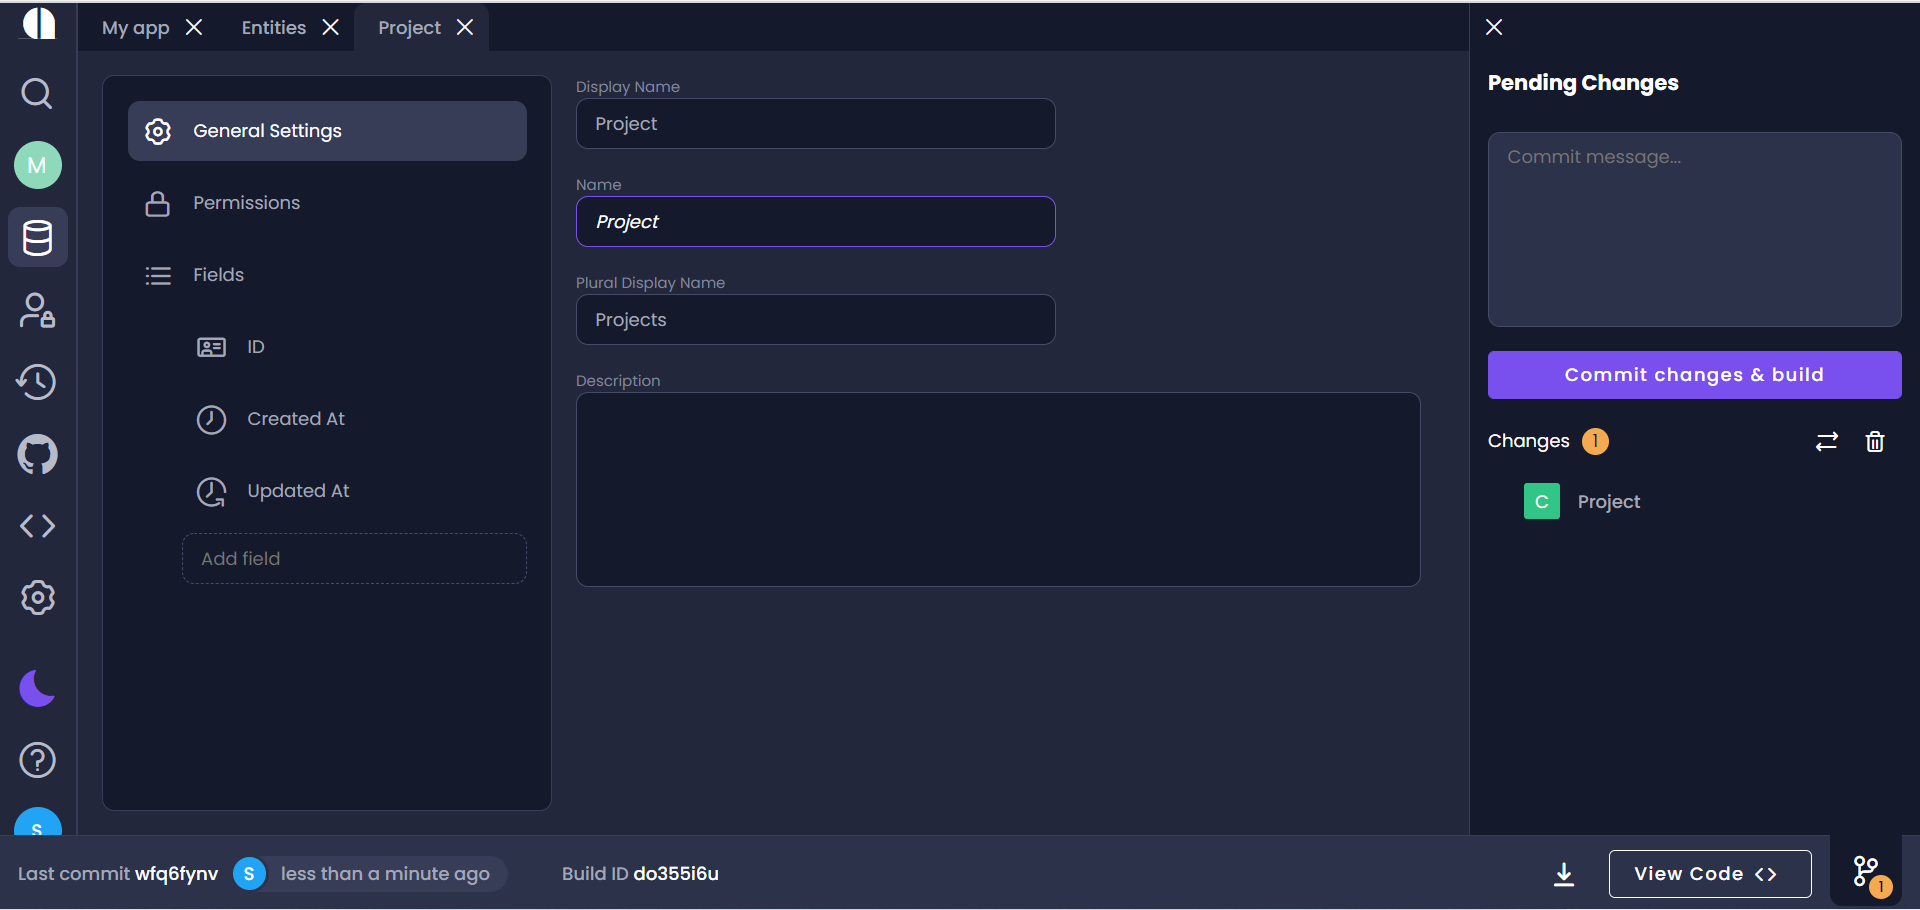 My app
Entities
Project
M
S
General Settings
Permissions
Fields
ID
Created At
Updated At
Add field
Display Name
Project
Name
Project
Plural Display Name
Projects
Description
Pending Changes
Commit message...
Commit changes & build
Changes 1
C Project
Last commit wfq6fynv S less than a minute ago
Build ID do355i6u
View Code <>
1